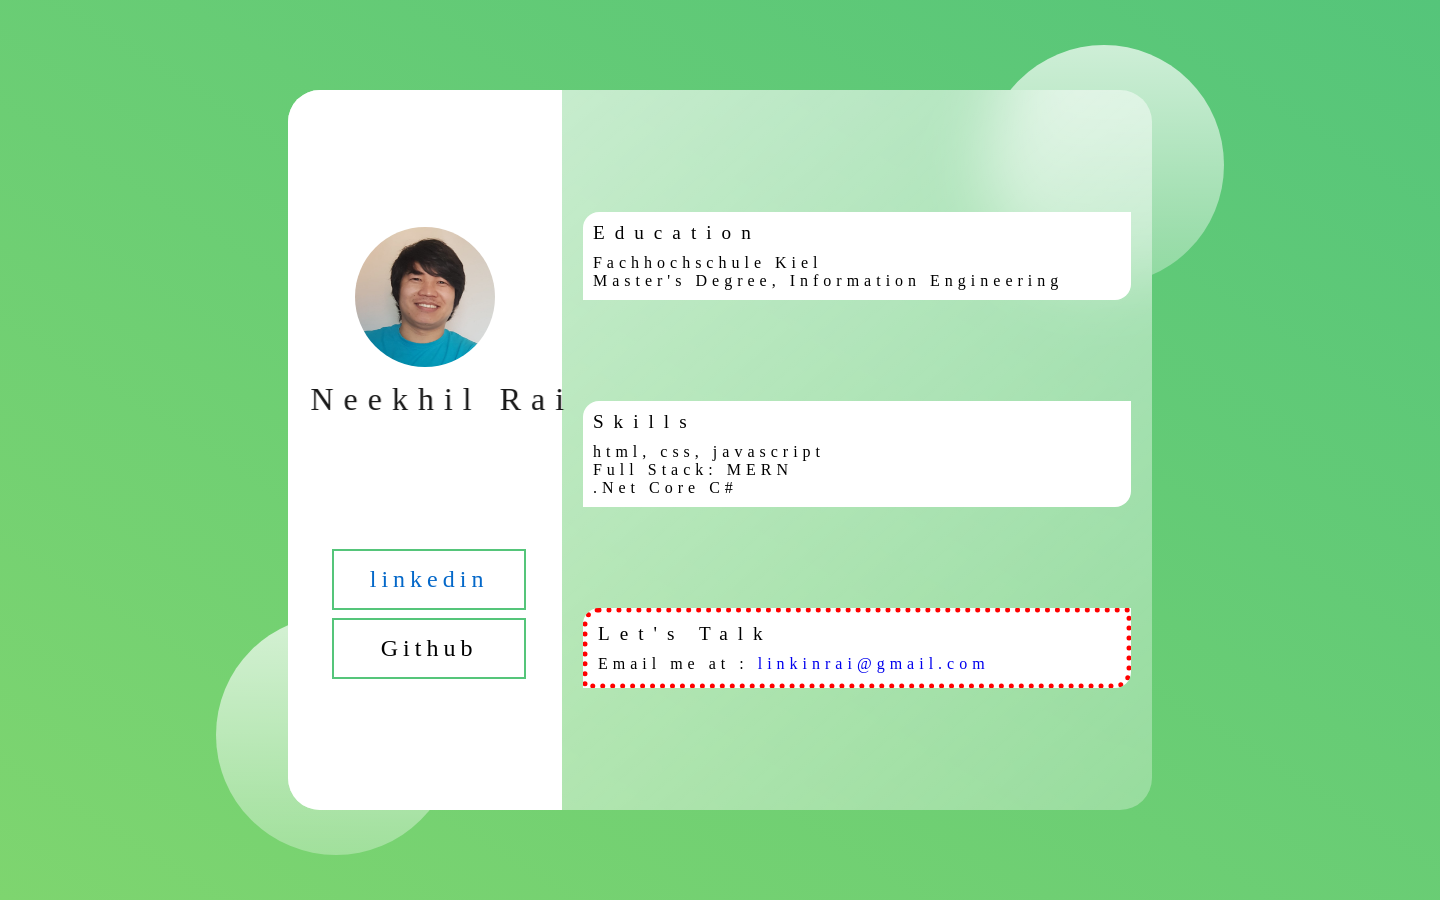 Neekhil Rai
linkedin
Github
Education
Fachhochschule Kiel
Master's Degree, Information Engineering
Skills
html, css, javascript
Full Stack: MERN
.Net Core C#
Let's Talk
Email me at : linkinrai@gmail.com